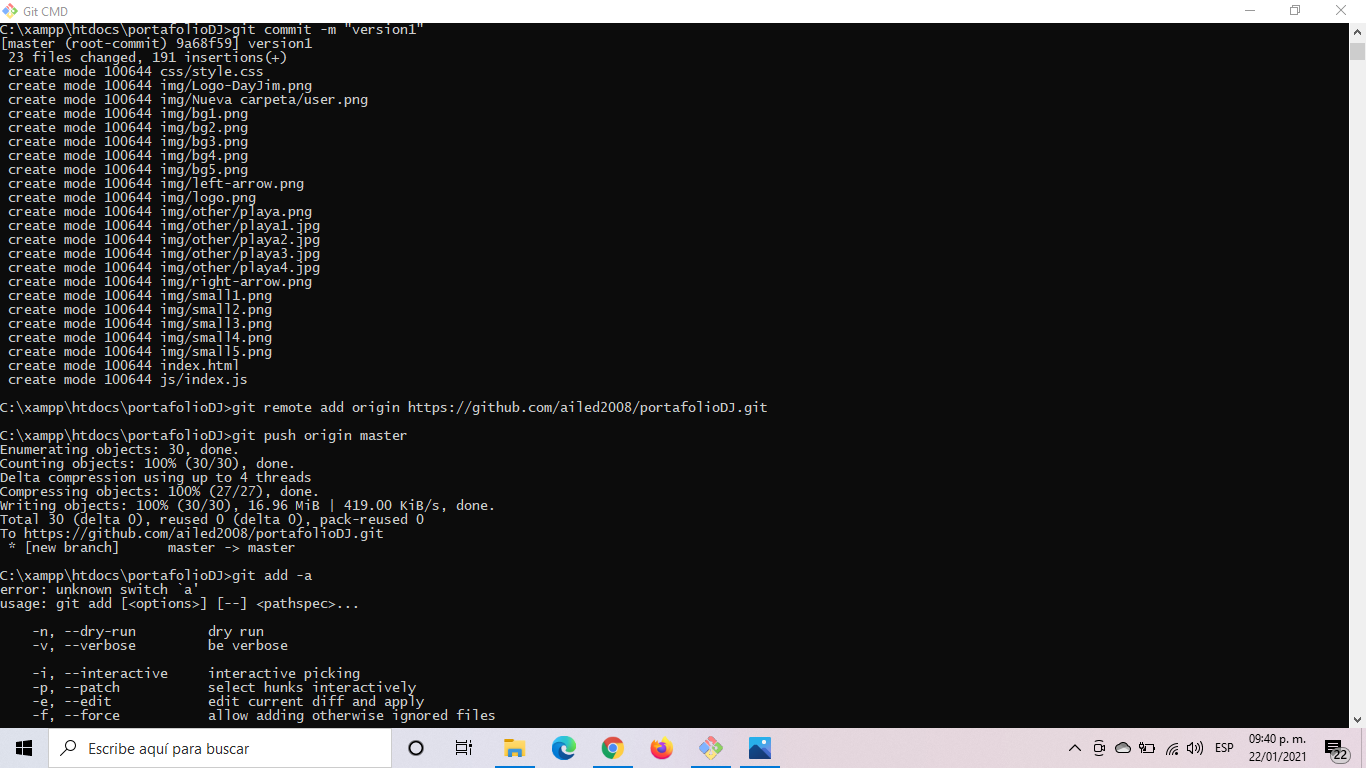 Git CMD
C:\xampp\htdocs\portafolioDJ>git commit -m "version1"
[master (root-commit) 9a68f59] version1
 23 files changed, 191 insertions(+)
 create mode 100644 css/style.css
 create mode 100644 img/Logo-DayJim.png
 create mode 100644 img/Nueva carpeta/user.png
 create mode 100644 img/bg1.png
 create mode 100644 img/bg2.png
 create mode 100644 img/bg3.png
 create mode 100644 img/bg4.png
 create mode 100644 img/bg5.png
 create mode 100644 img/left-arrow.png
 create mode 100644 img/logo.png
 create mode 100644 img/other/playa.png
 create mode 100644 img/other/playa1.jpg
 create mode 100644 img/other/playa2.jpg
 create mode 100644 img/other/playa3.jpg
 create mode 100644 img/other/playa4.jpg
 create mode 100644 img/right-arrow.png
 create mode 100644 img/small1.png
 create mode 100644 img/small2.png
 create mode 100644 img/small3.png
 create mode 100644 img/small4.png
 create mode 100644 img/small5.png
 create mode 100644 index.html
 create mode 100644 js/index.js
C:\xampp\htdocs\portafolioDJ>git remote add origin https://github.com/ailed2008/portafolioDJ.git
C:\xampp\htdocs\portafolioDJ>git push origin master
Enumerating objects: 30, done.
Counting objects: 100% (30/30), done.
Delta compression using up to 4 threads
Compressing objects: 100% (27/27), done.
Writing objects: 100% (30/30), 16.96 MiB | 419.00 KiB/s, done.
Total 30 (delta 0), reused 0 (delta 0), pack-reused 0
To https://github.com/ailed2008/portafolioDJ.git
 * [new branch]      master -> master
C:\xampp\htdocs\portafolioDJ>git add -a
error: unknown switch `a'
usage: git add [<options>] [--] <pathspec>...
    -n, --dry-run         dry run
    -v, --verbose         be verbose
    -i, --interactive     interactive picking
    -p, --patch           select hunks interactively
    -e, --edit            edit current diff and apply
    -f, --force           allow adding otherwise ignored files
Escribe aquí para buscar
ESP
09:40 p. m.
22/01/2021
22